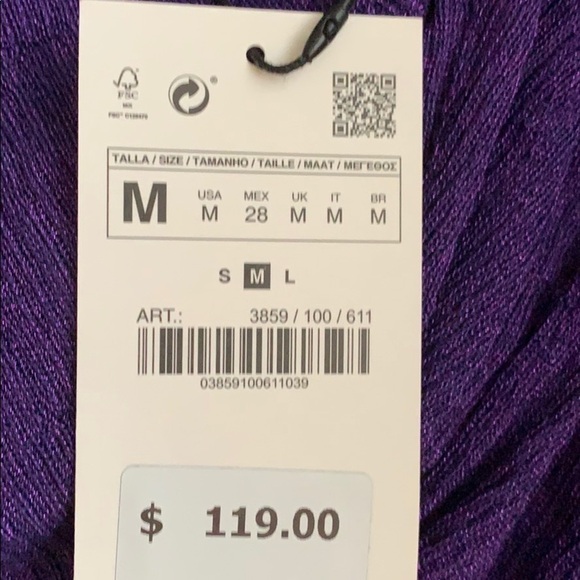 FSC
MIX
TALLA / SIZE / TAMANHO / TAILLE / MAAT / ΜΕΓΕΘΟΣ
M
USA MEX UK IT BR
M 28 M M M
S M L
ART.: 3859 / 100 / 611
03859100611039
$ 119.00